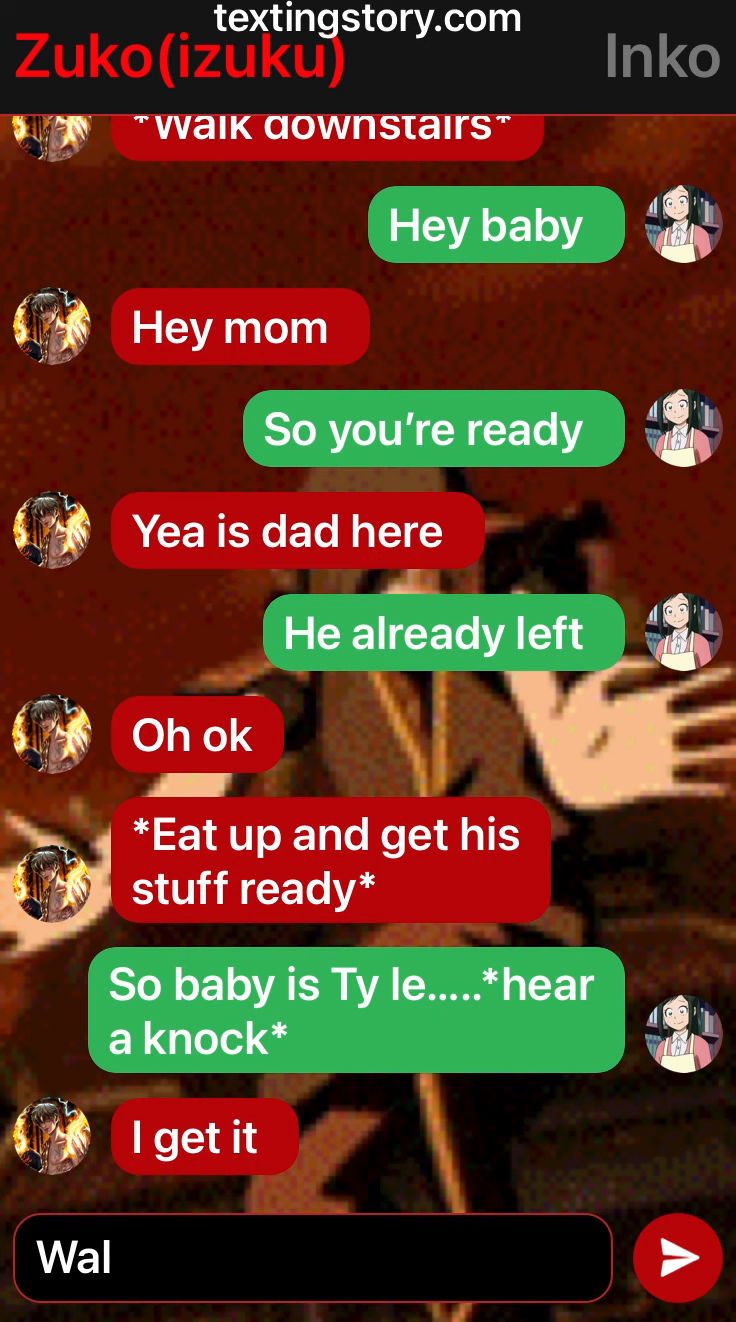 textingstory.com
Zuko(izuku)
Inko
*Walk downstairs*
Hey baby
Hey mom
So you’re ready
Yea is dad here
He already left
Oh ok
*Eat up and get his
stuff ready*
So baby is Ty le.....*hear
a knock*
I get it
Wal